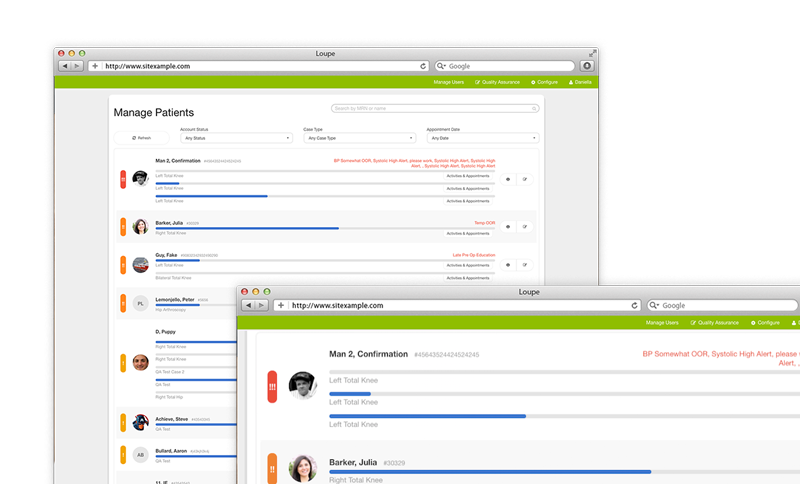 Loupe
http://www.sitexample.com
Google
Manage Users Quality Assurance Configure Daniella
Manage Patients
Search by MRN or name
Account Status Case Type Appointment Date
Refresh Any Status Any Case Type Any Date
Man 2, Confirmation #45643524424524245 BP Somewhat OOR, Systolic High Alert, please work, Systolic High Alert, Systolic High
Alert, , Systolic High Alert, Systolic High Alert
!!!
Left Total Knee Activities & Appointments
Left Total Knee Activities & Appointments
Left Total Knee Activities & Appointments
Barker, Julia #30329 Temp OOR
!!
Right Total Knee Activities & Appointments
Guy, Fake Late Pre Op Education
!!
Left Total Knee Activities & Appointments
Bilateral Total Knee Activities & Appointments
Lemonjello, Peter
!! PL
Hip Arthroscopy
D, Puppy
Right Total Knee
!
Right Total Knee
QA Test Case 2
QA Test
Right Total Hip
Achieve, Steve
!
QA Test
Bullard, Aaron
! AB
QA Test
Loupe
http://www.sitexample.com
Google
Manage Users Quality Assurance Configure
Man 2, Confirmation #45643524424524245 BP Somewhat OOR, Systolic High Alert, please
Alert, ,
!!!
Left Total Knee
Left Total Knee
Left Total Knee
Barker, Julia #30329
!!
Right Total Knee